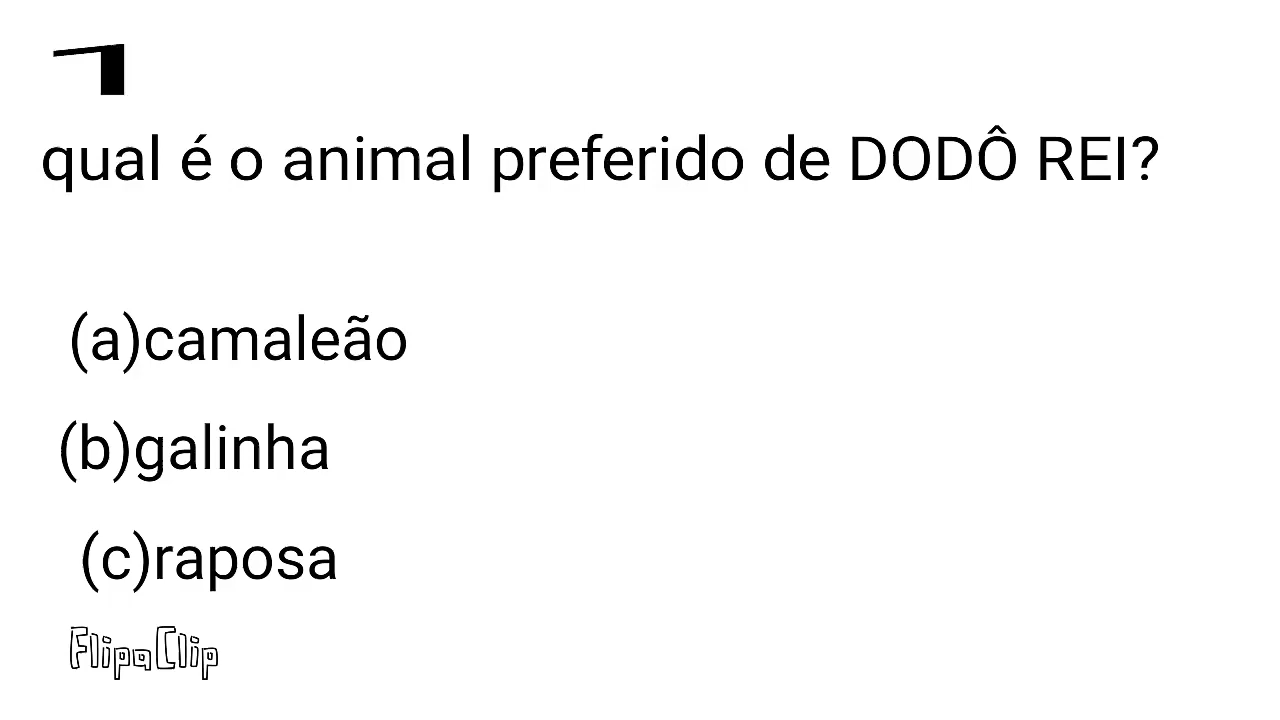 qual é o animal preferido de DODÔ REI?
(a)camaleão
(b)galinha
(c)raposa
FlipaClip